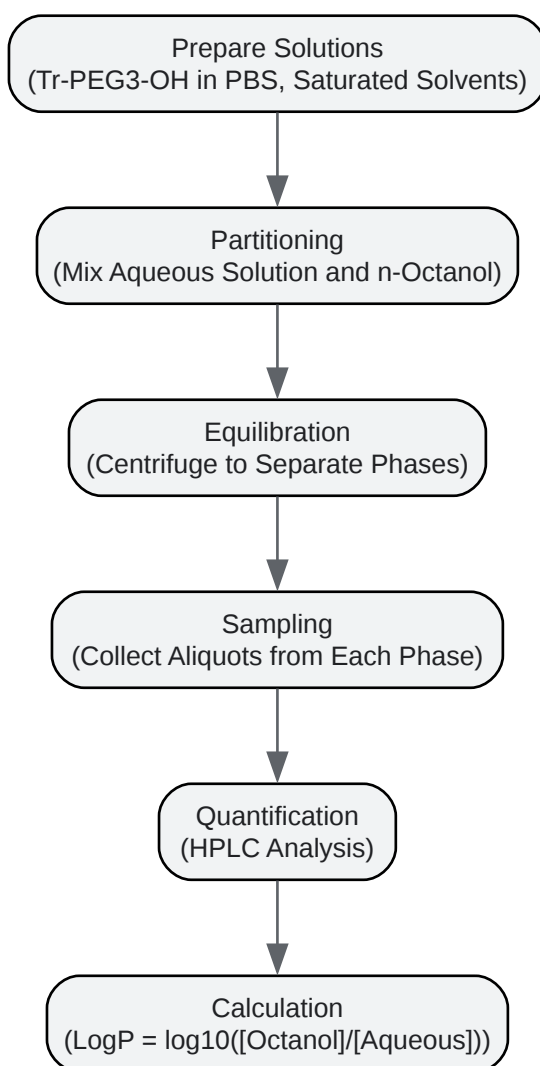 Prepare Solutions
(Tr-PEG3-OH in PBS, Saturated Solvents)
Partitioning
(Mix Aqueous Solution and n-Octanol)
Equilibration
(Centrifuge to Separate Phases)
Sampling
(Collect Aliquots from Each Phase)
Quantification
(HPLC Analysis)
Calculation
(LogP = log10([Octanol]/[Aqueous]))